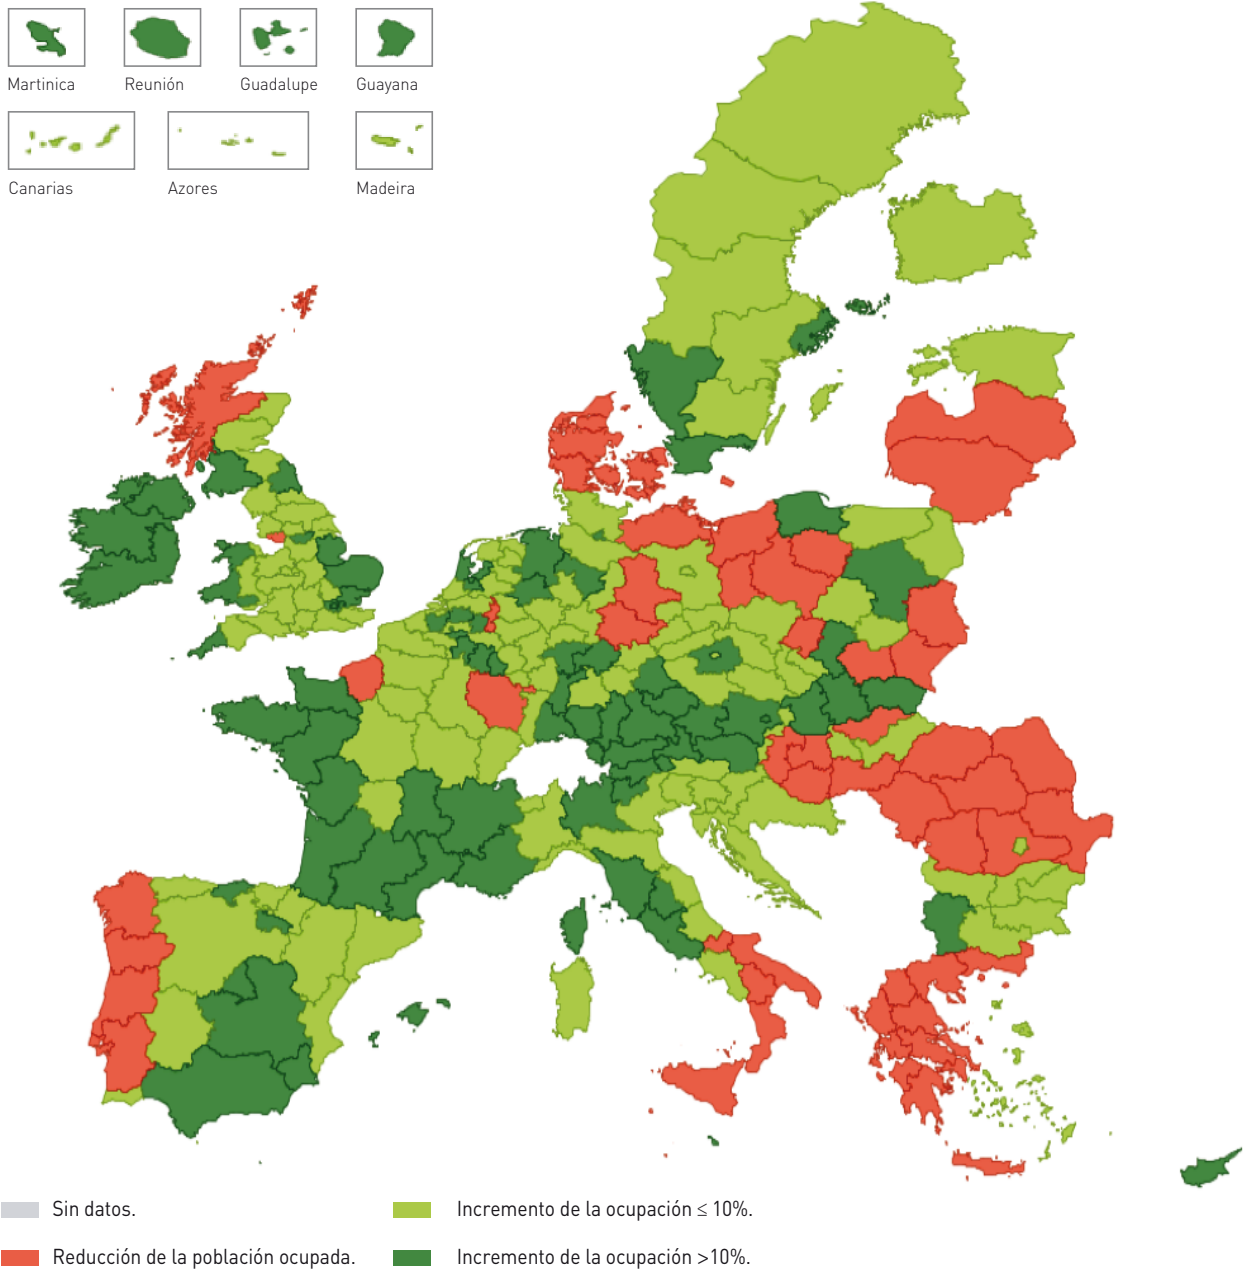 Martinica
Reunión
Guadalupe
Guayana
Canarias
Azores
Madeira
Sin datos.
Incremento de la ocupación ≤ 10%.
Reducción de la población ocupada.
Incremento de la ocupación >10%.